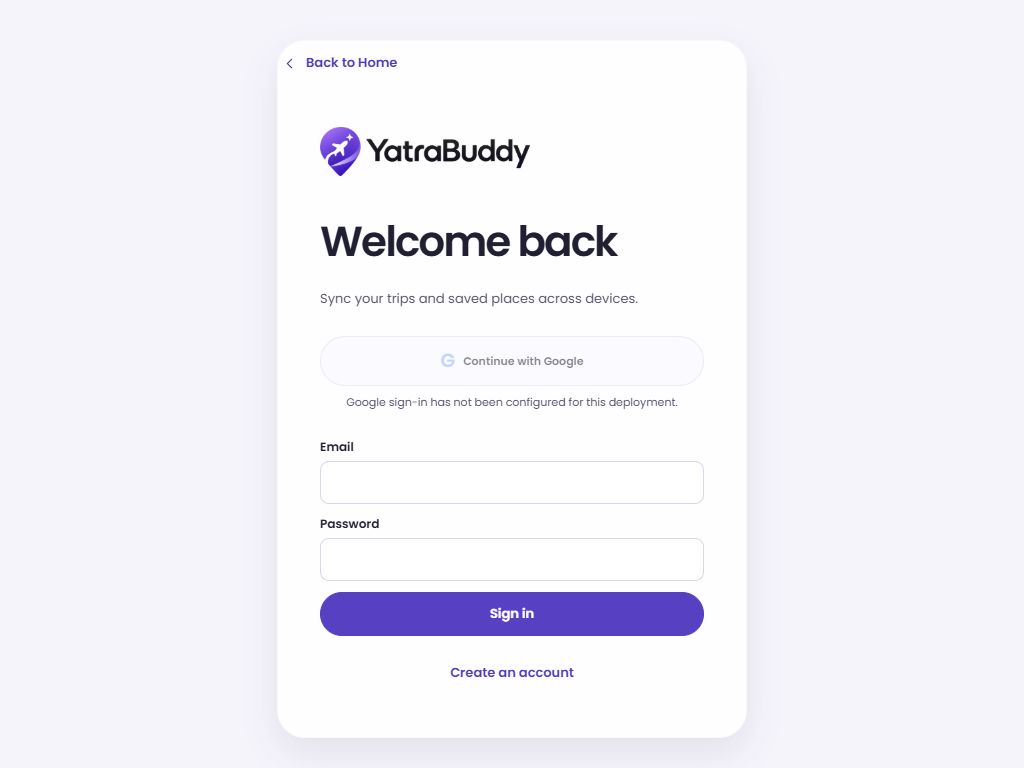 Back to Home
YatraBuddy
Welcome back
Sync your trips and saved places across devices.
G Continue with Google
Google sign-in has not been configured for this deployment.
Email
Password
Sign in
Create an account